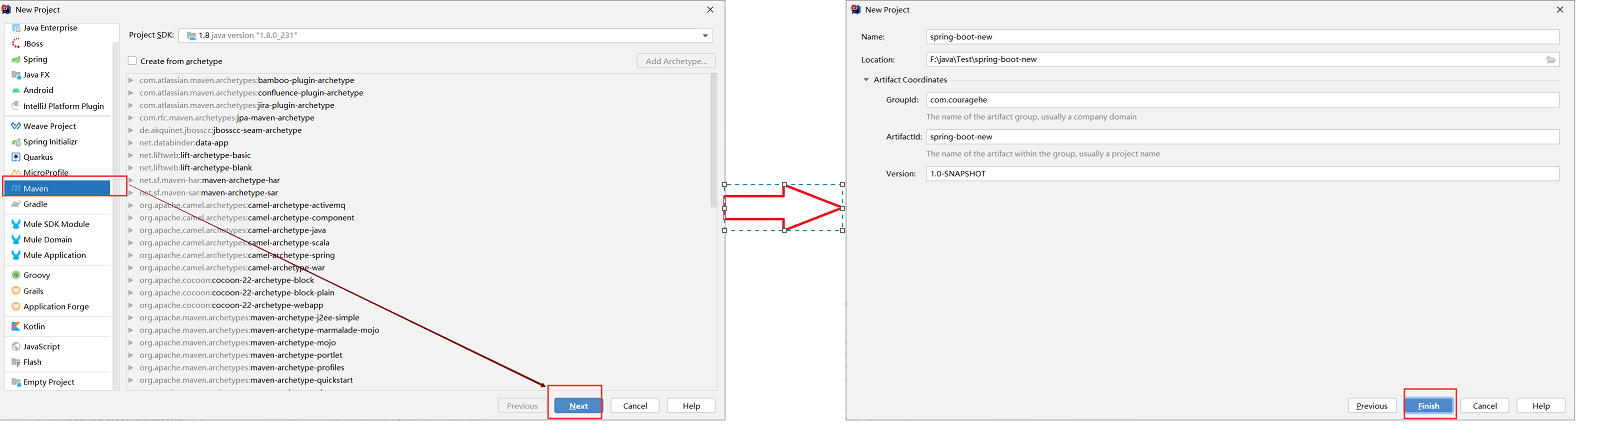 New Project
Java Enterprise
JBoss
Spring
Java FX
Android
IntelliJ Platform Plugin
Weave Project
Spring Initializr
Quarkus
MicroProfile
Maven
Gradle
Mule SDK Module
Mule Domain
Mule Application
Groovy
Grails
Application Forge
Kotlin
JavaScript
Flash
Empty Project
Project SDK: 1.8 java version "1.8.0_231"
Create from archetype Add Archetype...
com.atlassian.maven.archetypes:bamboo-plugin-archetype
com.atlassian.maven.archetypes:confluence-plugin-archetype
com.atlassian.maven.archetypes:jira-plugin-archetype
com.rfc.maven.archetypes:jpa-maven-archetype
de.akquinet.jbosscc:jbosscc-seam-archetype
net.databinder:data-app
net.liftweb:lift-archetype-basic
net.liftweb:lift-archetype-blank
net.sf.maven-har:maven-archetype-har
net.sf.maven-sar:maven-archetype-sar
org.apache.camel.archetypes:camel-archetype-activemq
org.apache.camel.archetypes:camel-archetype-component
org.apache.camel.archetypes:camel-archetype-java
org.apache.camel.archetypes:camel-archetype-scala
org.apache.camel.archetypes:camel-archetype-spring
org.apache.camel.archetypes:camel-archetype-war
org.apache.cocoon:cocoon-22-archetype-block
org.apache.cocoon:cocoon-22-archetype-block-plain
org.apache.cocoon:cocoon-22-archetype-webapp
org.apache.maven.archetypes:maven-archetype-j2ee-simple
org.apache.maven.archetypes:maven-archetype-marmalade-mojo
org.apache.maven.archetypes:maven-archetype-mojo
org.apache.maven.archetypes:maven-archetype-portlet
org.apache.maven.archetypes:maven-archetype-profiles
org.apache.maven.archetypes:maven-archetype-quickstart
Previous Next Cancel Help
New Project
Name: spring-boot-new
Location: F:\java\Test\spring-boot-new
Artifact Coordinates
GroupId: com.couragehe
The name of the artifact group, usually a company domain
ArtifactId: spring-boot-new
The name of the artifact within the group, usually a project name
Version: 1.0-SNAPSHOT
Previous Finish Cancel Help